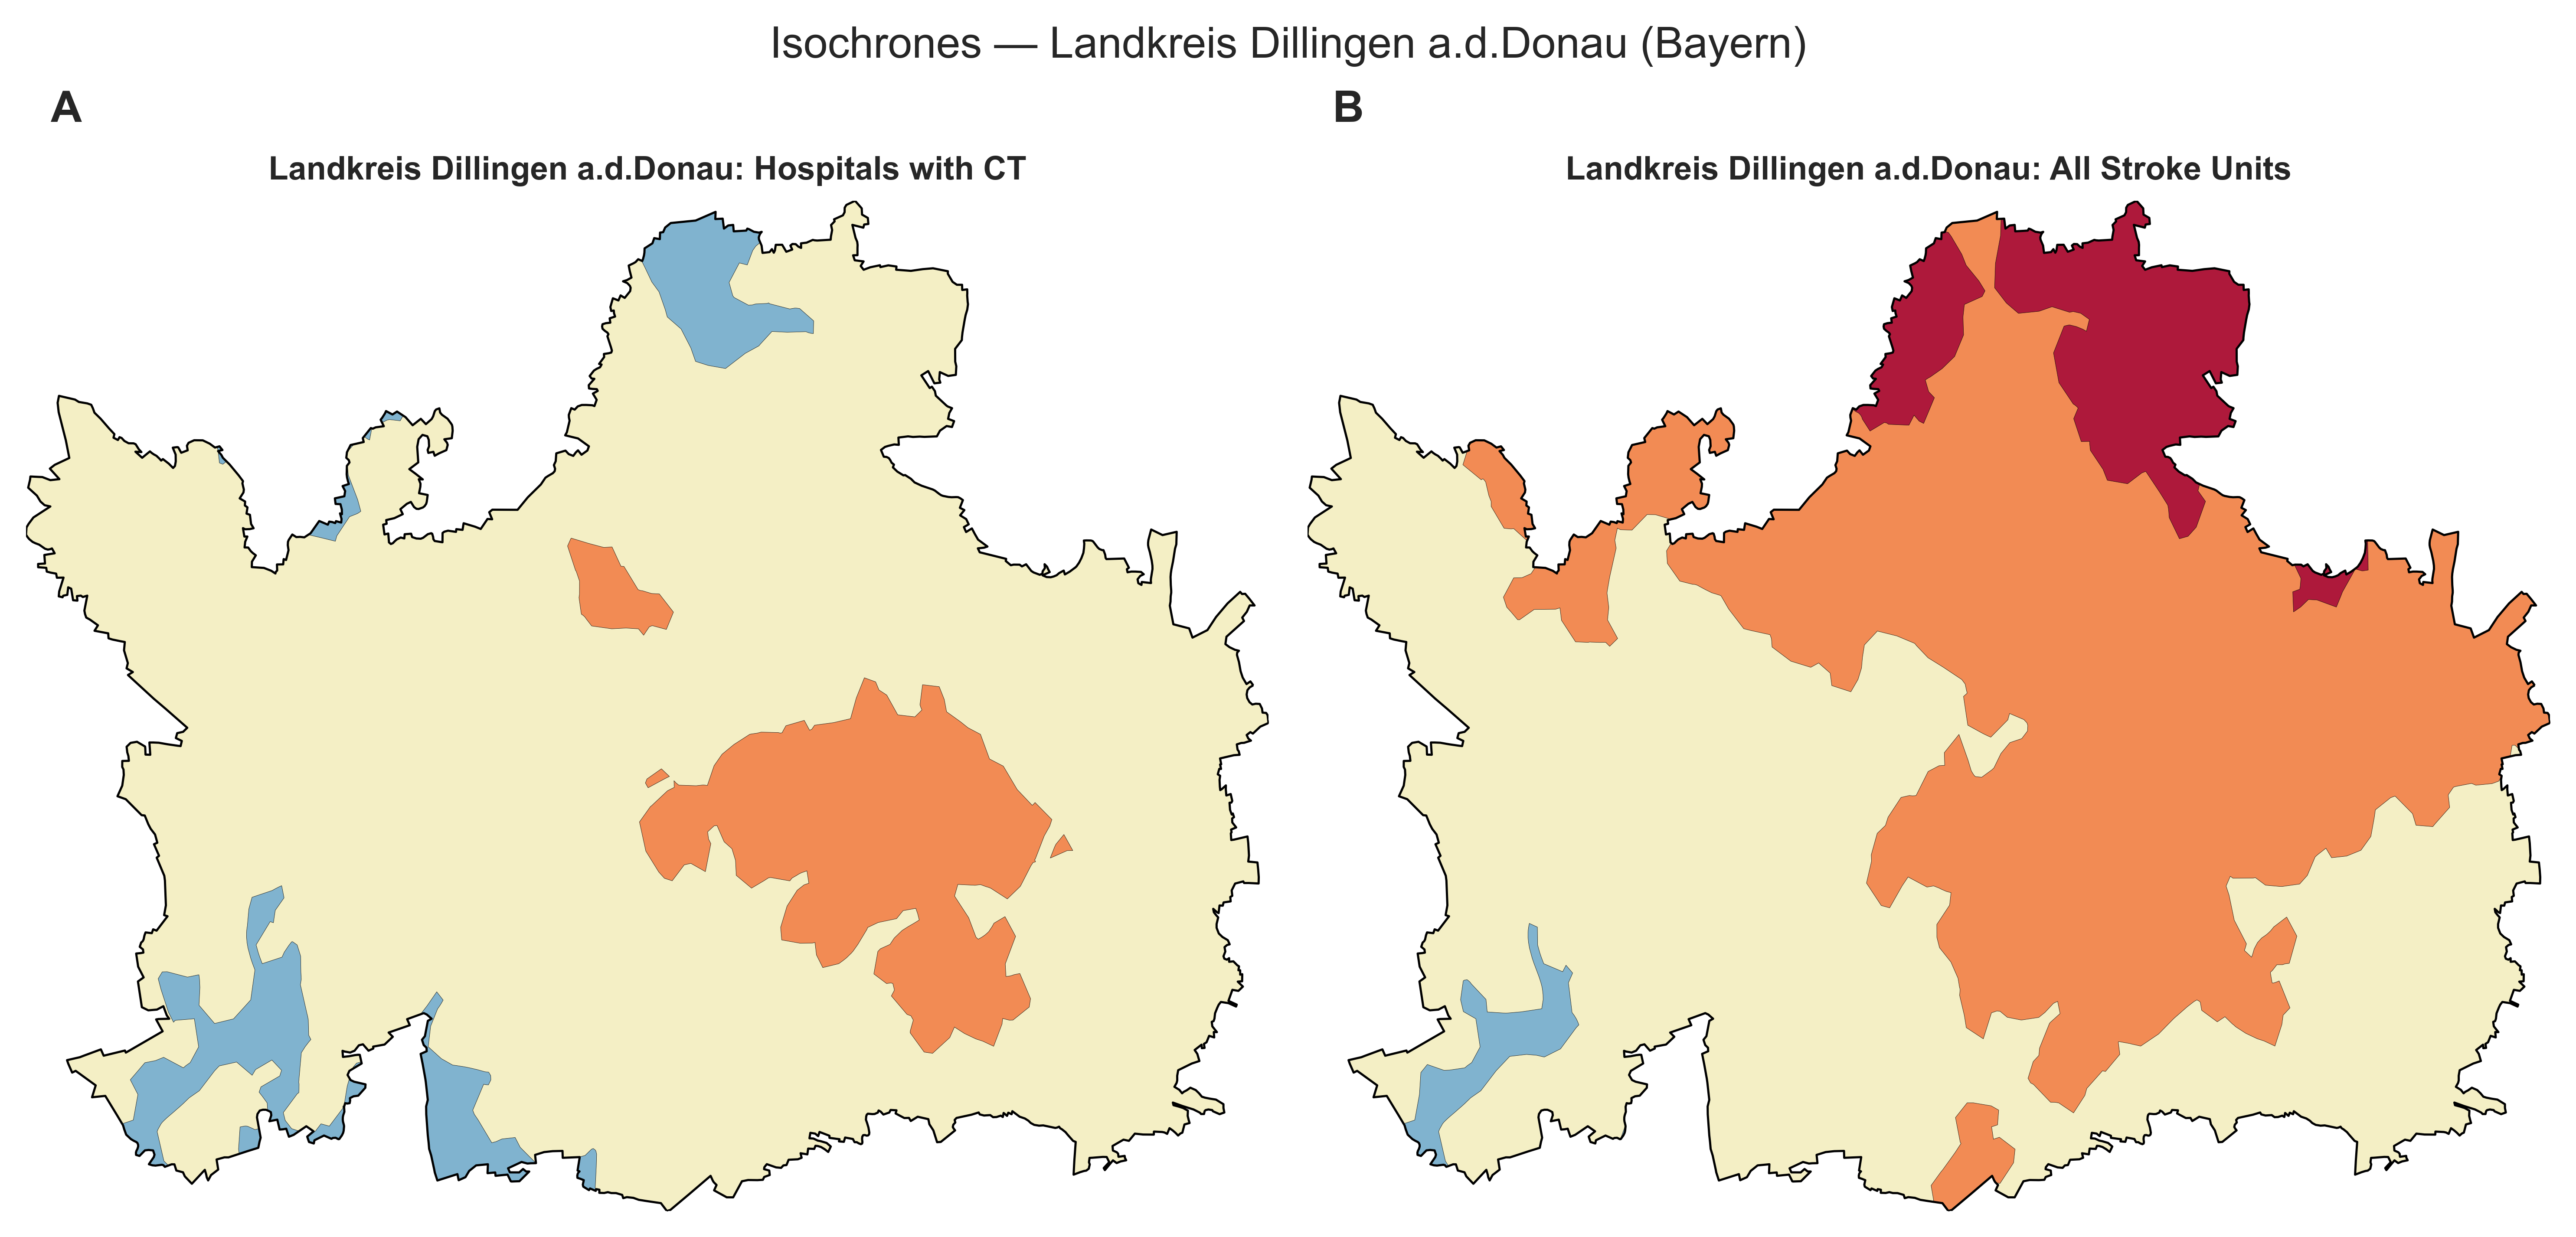 Isochrones — Landkreis Dillingen a.d.Donau (Bayern)
A
B
Landkreis Dillingen a.d.Donau: Hospitals with CT
Landkreis Dillingen a.d.Donau: All Stroke Units